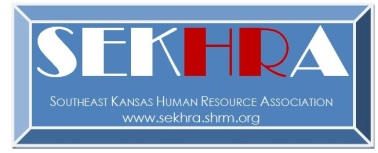 SEKHRA
SOUTHEAST KANSAS HUMAN RESOURCE ASSOCIATION
www.sekhra.shrm.org